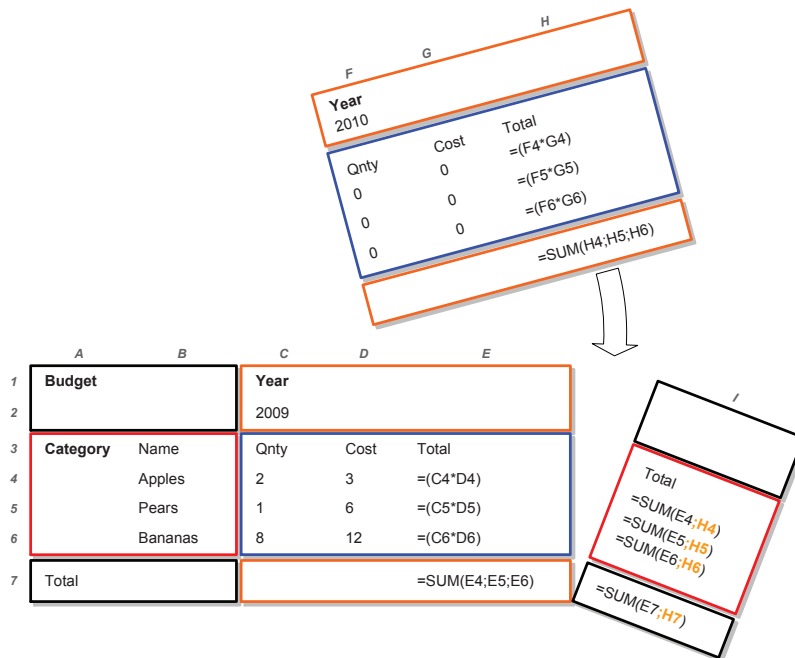 F G H
Year
2010
Qnty Cost Total
0 0 =(F4*G4)
0 0 =(F5*G5)
0 0 =(F6*G6)
=SUM(H4;H5;H6)
A B C D E
1 Budget Year
2 2009
3 Category Name Qnty Cost Total
4 Apples 2 3 =(C4*D4)
5 Pears 1 6 =(C5*D5)
6 Bananas 8 12 =(C6*D6)
7 Total =SUM(E4;E5;E6)
I
Total
=SUM(E4;H4)
=SUM(E5;H5)
=SUM(E6;H6)
=SUM(E7;H7)